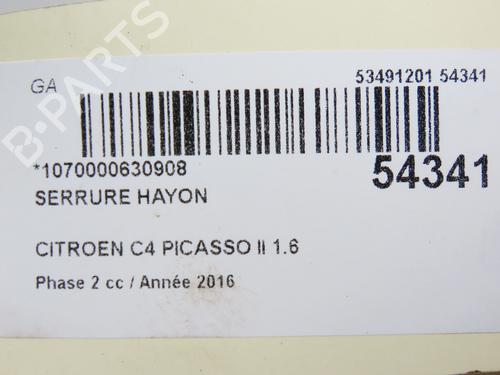 GA
53491201 54341
*1070000630908
54341
SERRURE HAYON
CITROEN C4 PICASSO II 1.6
Phase 2 cc / Année 2016
B-PARTS